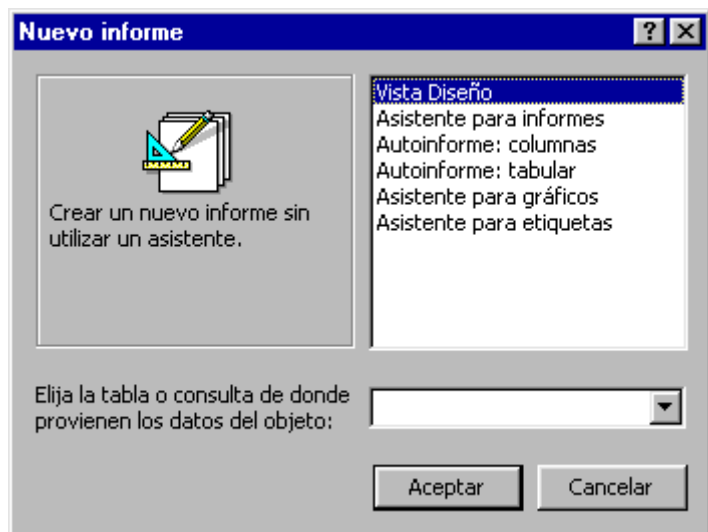 Nuevo informe
Crear un nuevo informe sin
utilizar un asistente.
Vista Diseño
Asistente para informes
Autoinforme: columnas
Autoinforme: tabular
Asistente para gráficos
Asistente para etiquetas
Elija la tabla o consulta de donde
provienen los datos del objeto:
Aceptar
Cancelar